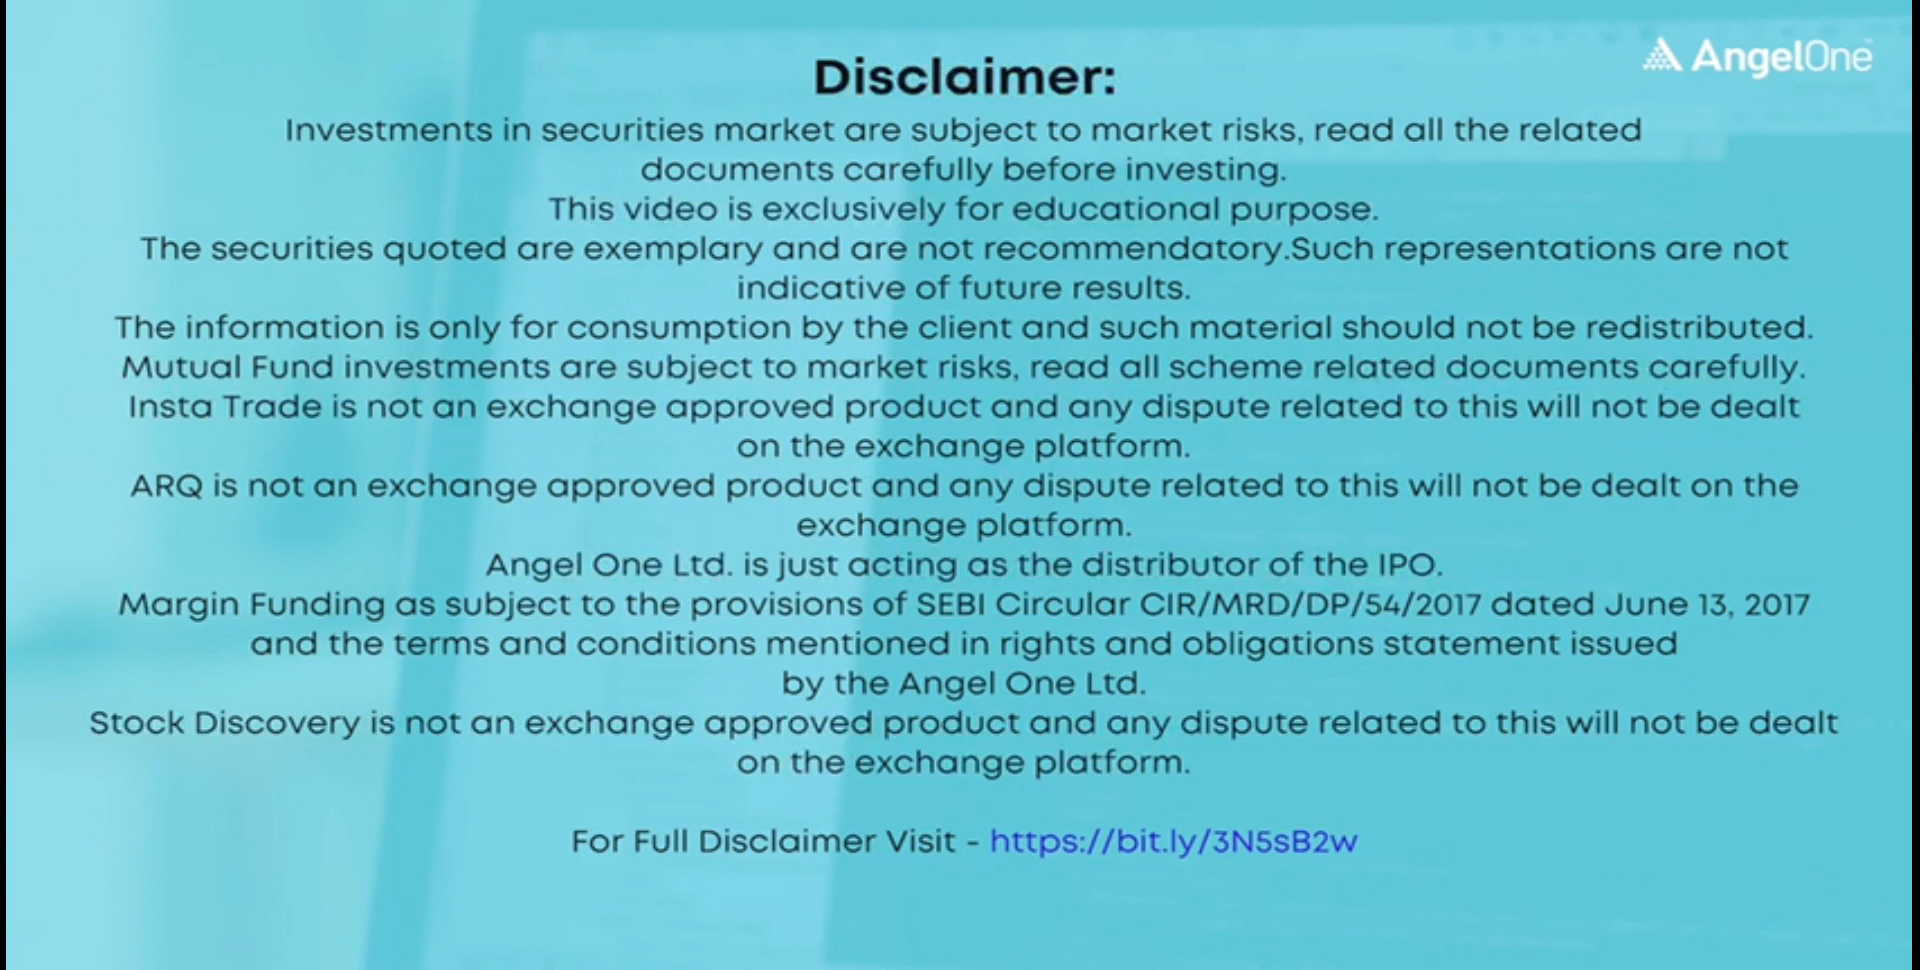 AngelOne
Disclaimer:
Investments in securities market are subject to market risks, read all the related
documents carefully before investing.
This video is exclusively for educational purpose.
The securities quoted are exemplary and are not recommendatory.Such representations are not
indicative of future results.
The information is only for consumption by the client and such material should not be redistributed.
Mutual Fund investments are subject to market risks, read all scheme related documents carefully.
Insta Trade is not an exchange approved product and any dispute related to this will not be dealt
on the exchange platform.
ARQ is not an exchange approved product and any dispute related to this will not be dealt on the
exchange platform.
Angel One Ltd. is just acting as the distributor of the IPO.
Margin Funding as subject to the provisions of SEBI Circular CIR/MRD/DP/54/2017 dated June 13, 2017
and the terms and conditions mentioned in rights and obligations statement issued
by the Angel One Ltd.
Stock Discovery is not an exchange approved product and any dispute related to this will not be dealt
on the exchange platform.
For Full Disclaimer Visit - https://bit.ly/3N5sB2w